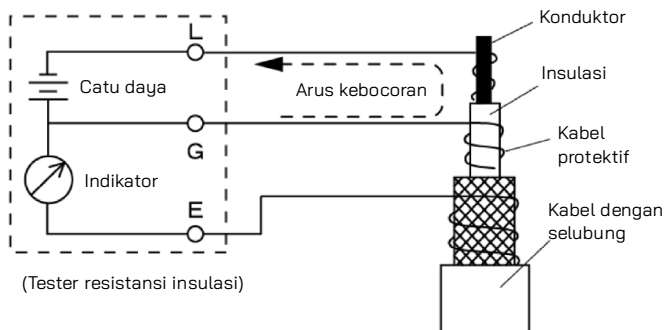 Konduktor
L
Insulasi
Catu daya
Arus kebocoran
Kabel
protektif
G
Indikator
E
Kabel dengan
selubung
(Tester resistansi insulasi)